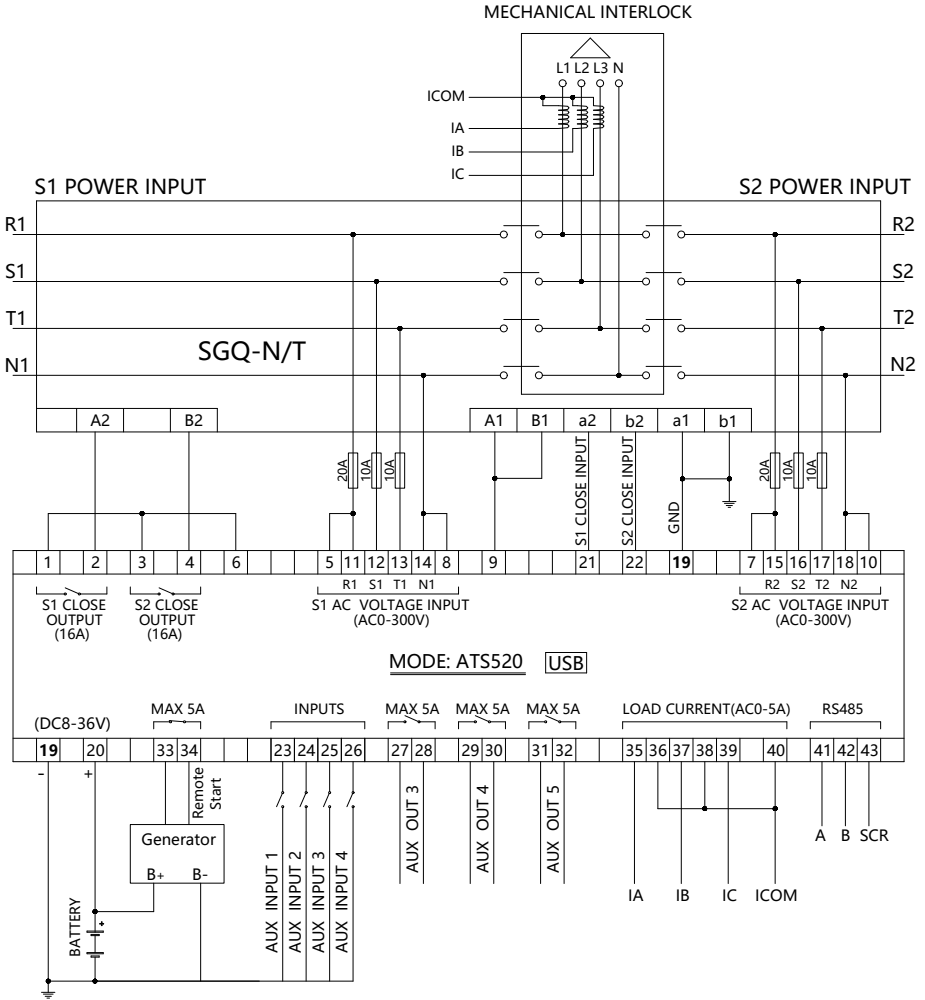 MECHANICAL INTERLOCK
L1 L2 L3 N
ICOM
IA
IB
IC
S1 POWER INPUT
S2 POWER INPUT
R1
R2
S1
S2
T1
T2
SGQ-N/T
N1
N2
A2
B2
A1
B1
a2
b2
a1
b1
20A
10A
10A
S1 CLOSE INPUT
S2 CLOSE INPUT
GND
20A
10A
10A
1 2 3 4 6 5 11 12 13 14 8 9 21 22 19 7 15 16 17 18 10
R1 S1 T1 N1
R2 S2 T2 N2
S1 CLOSE
OUTPUT
(16A)
S2 CLOSE
OUTPUT
(16A)
S1 AC VOLTAGE INPUT
(AC0-300V)
S2 AC VOLTAGE INPUT
(AC0-300V)
MODE: ATS520
USB
(DC8-36V)
MAX 5A
INPUTS
MAX 5A
MAX 5A
MAX 5A
LOAD CURRENT(AC0-5A)
RS485
19 20 33 34 23 24 25 26 27 28 29 30 31 32 35 36 37 38 39 40 41 42 43
-
+
Remote
Start
Generator
B+
B-
BATTERY
+
AUX INPUT 1
AUX INPUT 2
AUX INPUT 3
AUX INPUT 4
AUX OUT 3
AUX OUT 4
AUX OUT 5
IA
IB
IC
ICOM
A
B
SCR